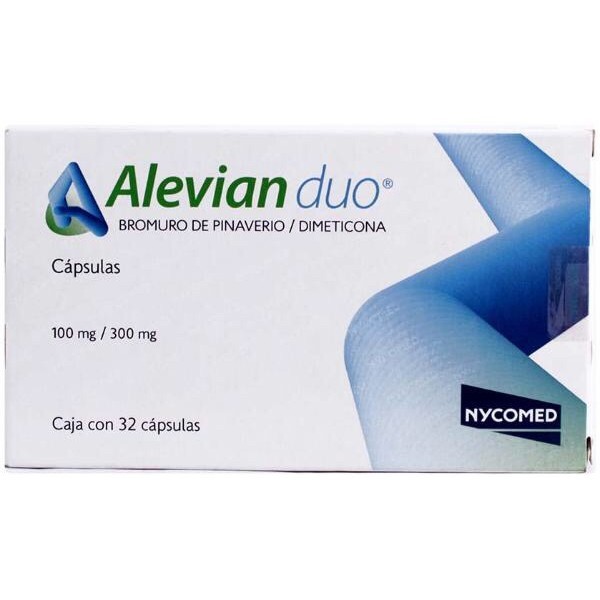 Alevian duo®
BROMURO DE PINAVERIO / DIMETICONA
Cápsulas
100 mg / 300 mg
Caja con 32 cápsulas
NYCOMED